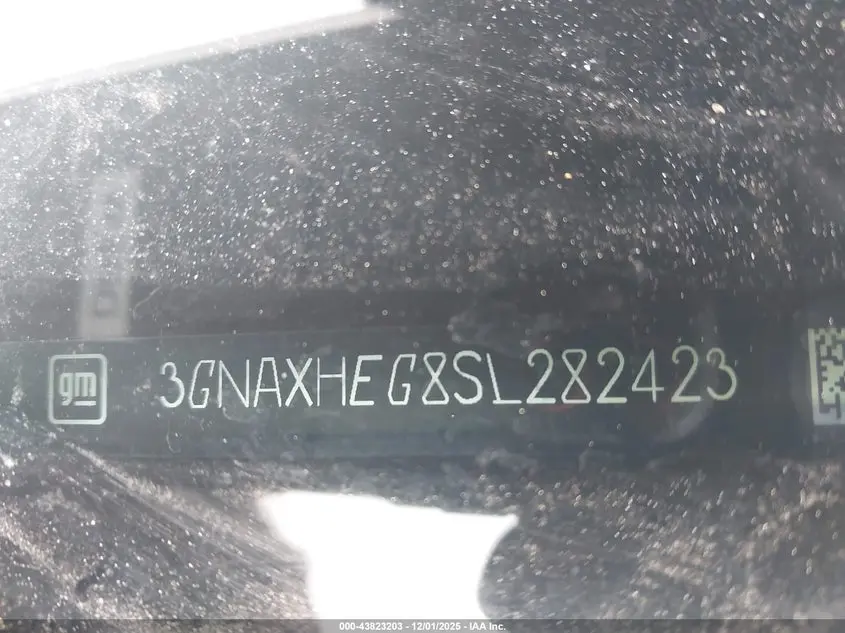 gm 3GNAXHEG8SL282423
000-43823203 - 12/01/2025 - IAA Inc.